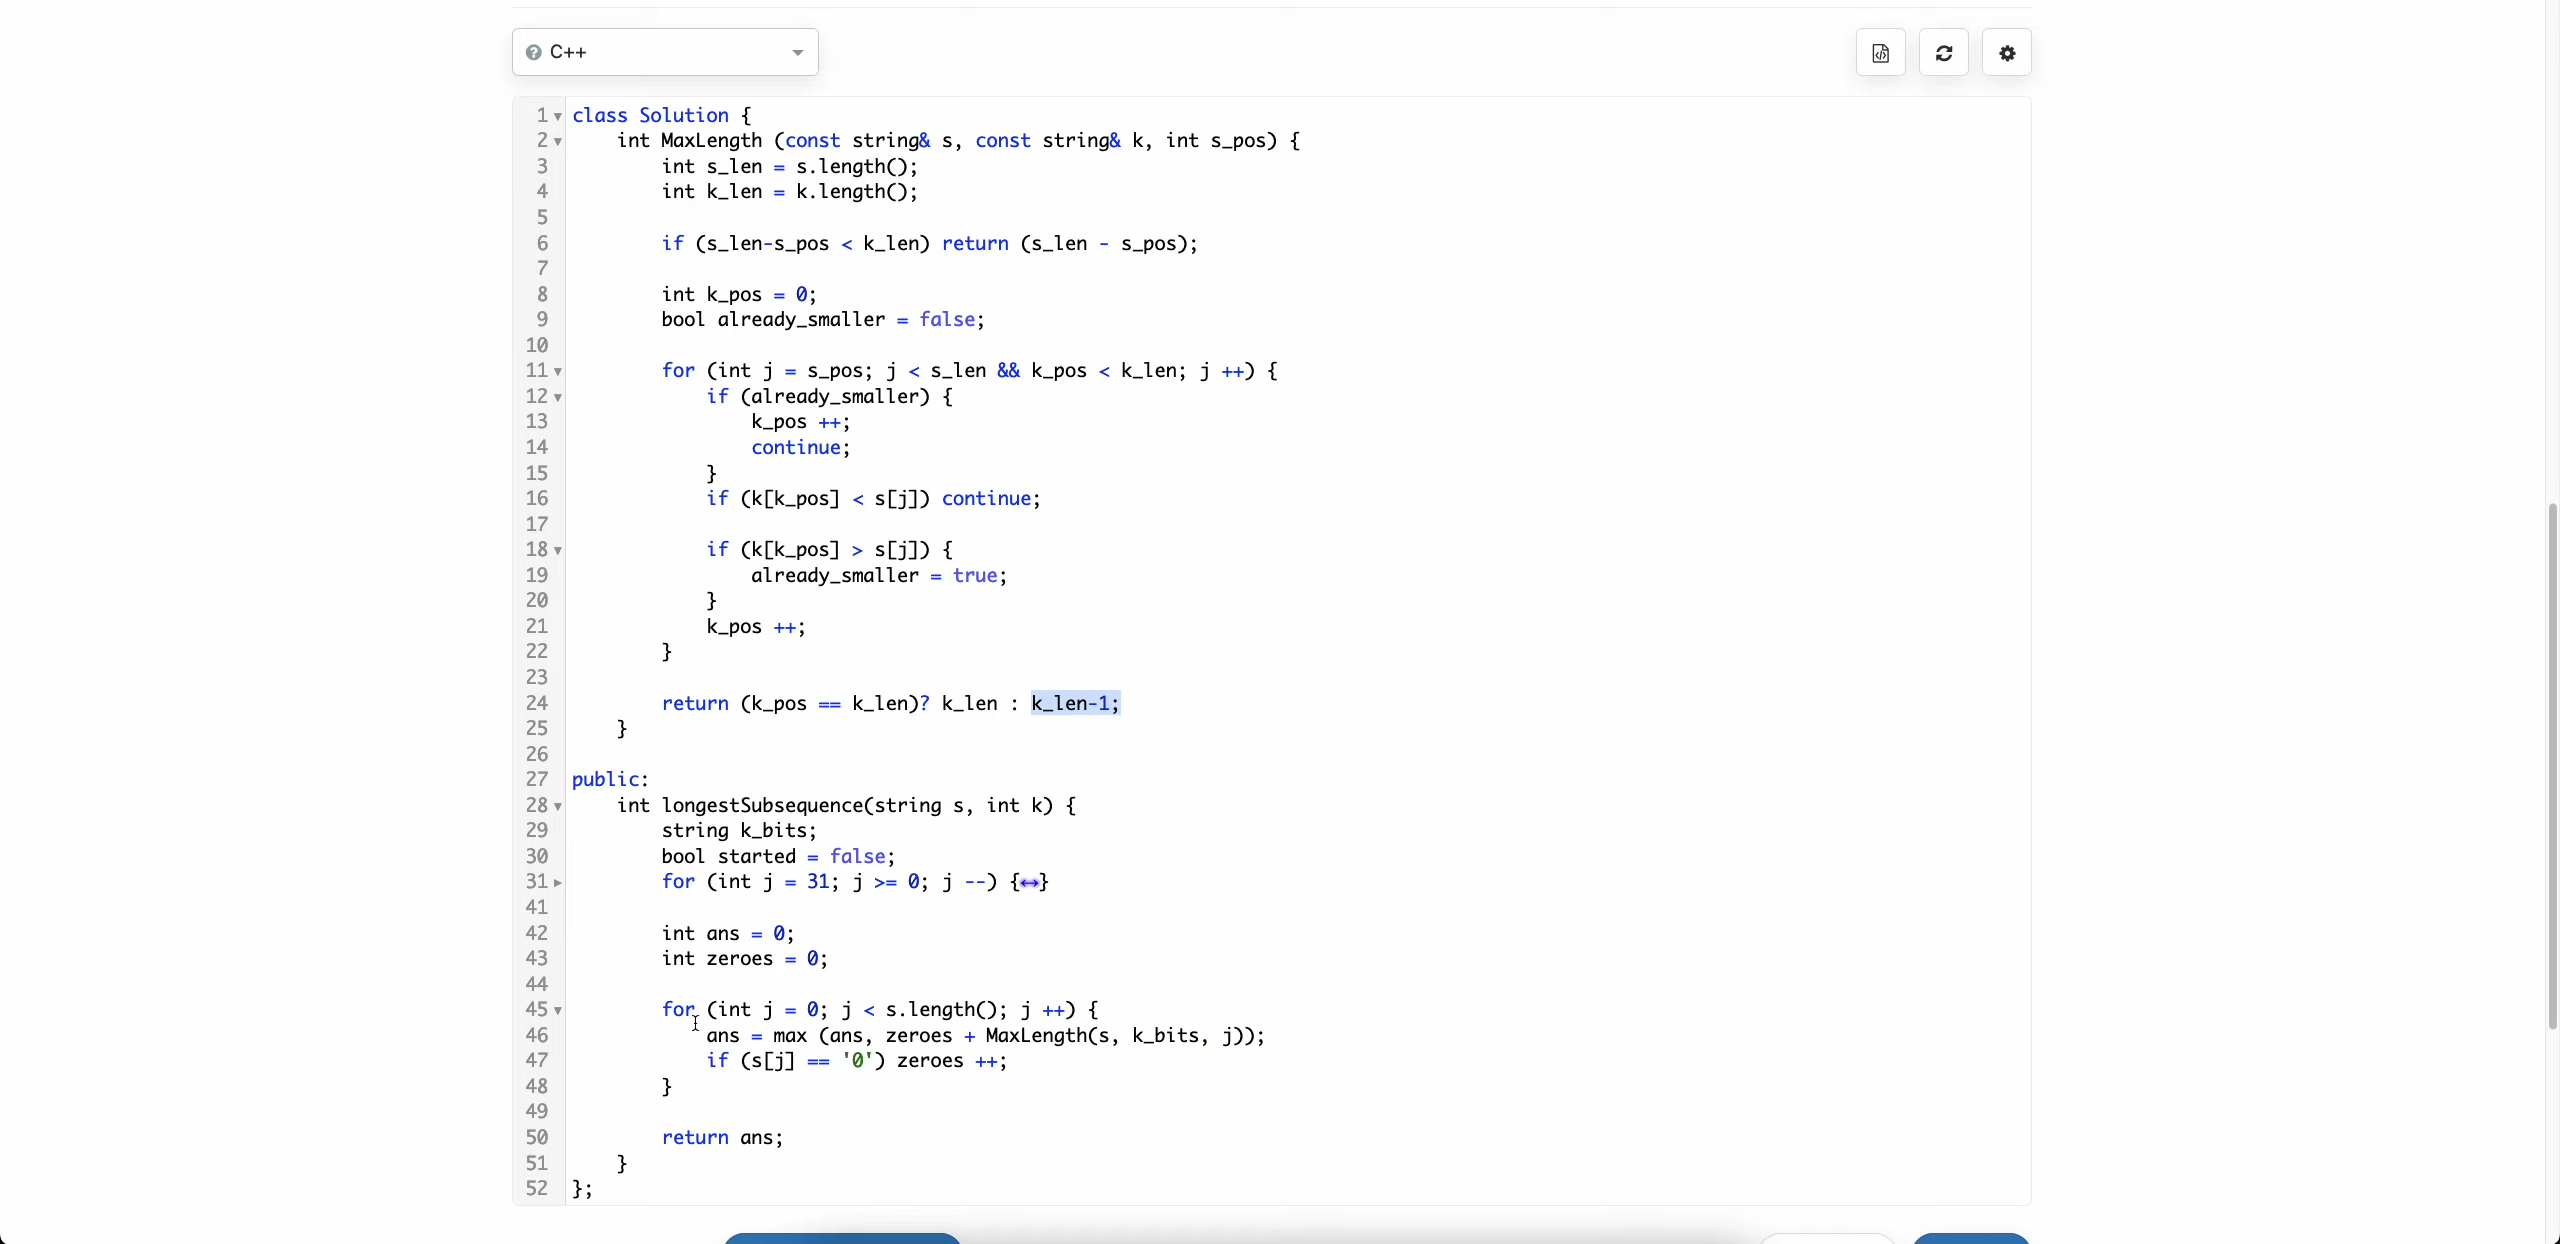 C++
1 class Solution {
2 int MaxLength (const string& s, const string& k, int s_pos) {
3 int s_len = s.length();
4 int k_len = k.length();
5
6 if (s_len-s_pos < k_len) return (s_len - s_pos);
7
8 int k_pos = 0;
9 bool already_smaller = false;
10
11 for (int j = s_pos; j < s_len && k_pos < k_len; j ++) {
12 if (already_smaller) {
13 k_pos ++;
14 continue;
15 }
16 if (k[k_pos] < s[j]) continue;
17
18 if (k[k_pos] > s[j]) {
19 already_smaller = true;
20 }
21 k_pos ++;
22 }
23
24 return (k_pos == k_len)? k_len : k_len-1;
25 }
26
27 public:
28 int longestSubsequence(string s, int k) {
29 string k_bits;
30 bool started = false;
31 for (int j = 31; j >= 0; j --) {↔}
41
42 int ans = 0;
43 int zeroes = 0;
44
45 for (int j = 0; j < s.length(); j ++) {
46 ans = max (ans, zeroes + MaxLength(s, k_bits, j));
47 if (s[j] == '0') zeroes ++;
48 }
49
50 return ans;
51 }
52 };